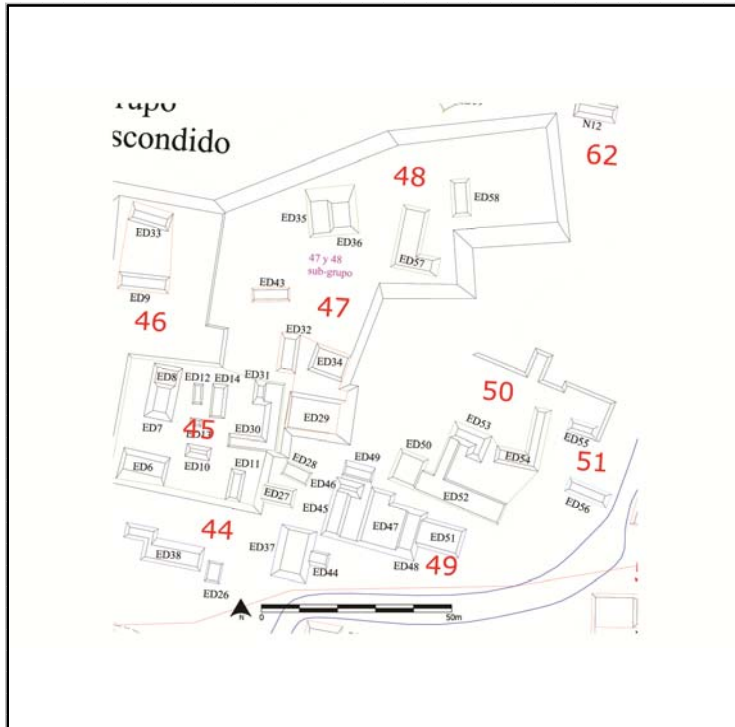 scondido
N12
62
48
ED58
ED35
ED36
ED33
47 y 48
sub-grupo
ED57
ED9
ED43
47
46
ED32
ED34
ED31
ED8
ED12
ED14
50
ED7
45
ED29
ED53
ED55
ED30
ED10
ED54
51
ED6
ED11
ED28
ED49
ED50
ED46
ED27
ED52
ED56
ED45
44
ED47
ED51
ED37
ED38
ED44
ED48
49
ED26
N
0
50m